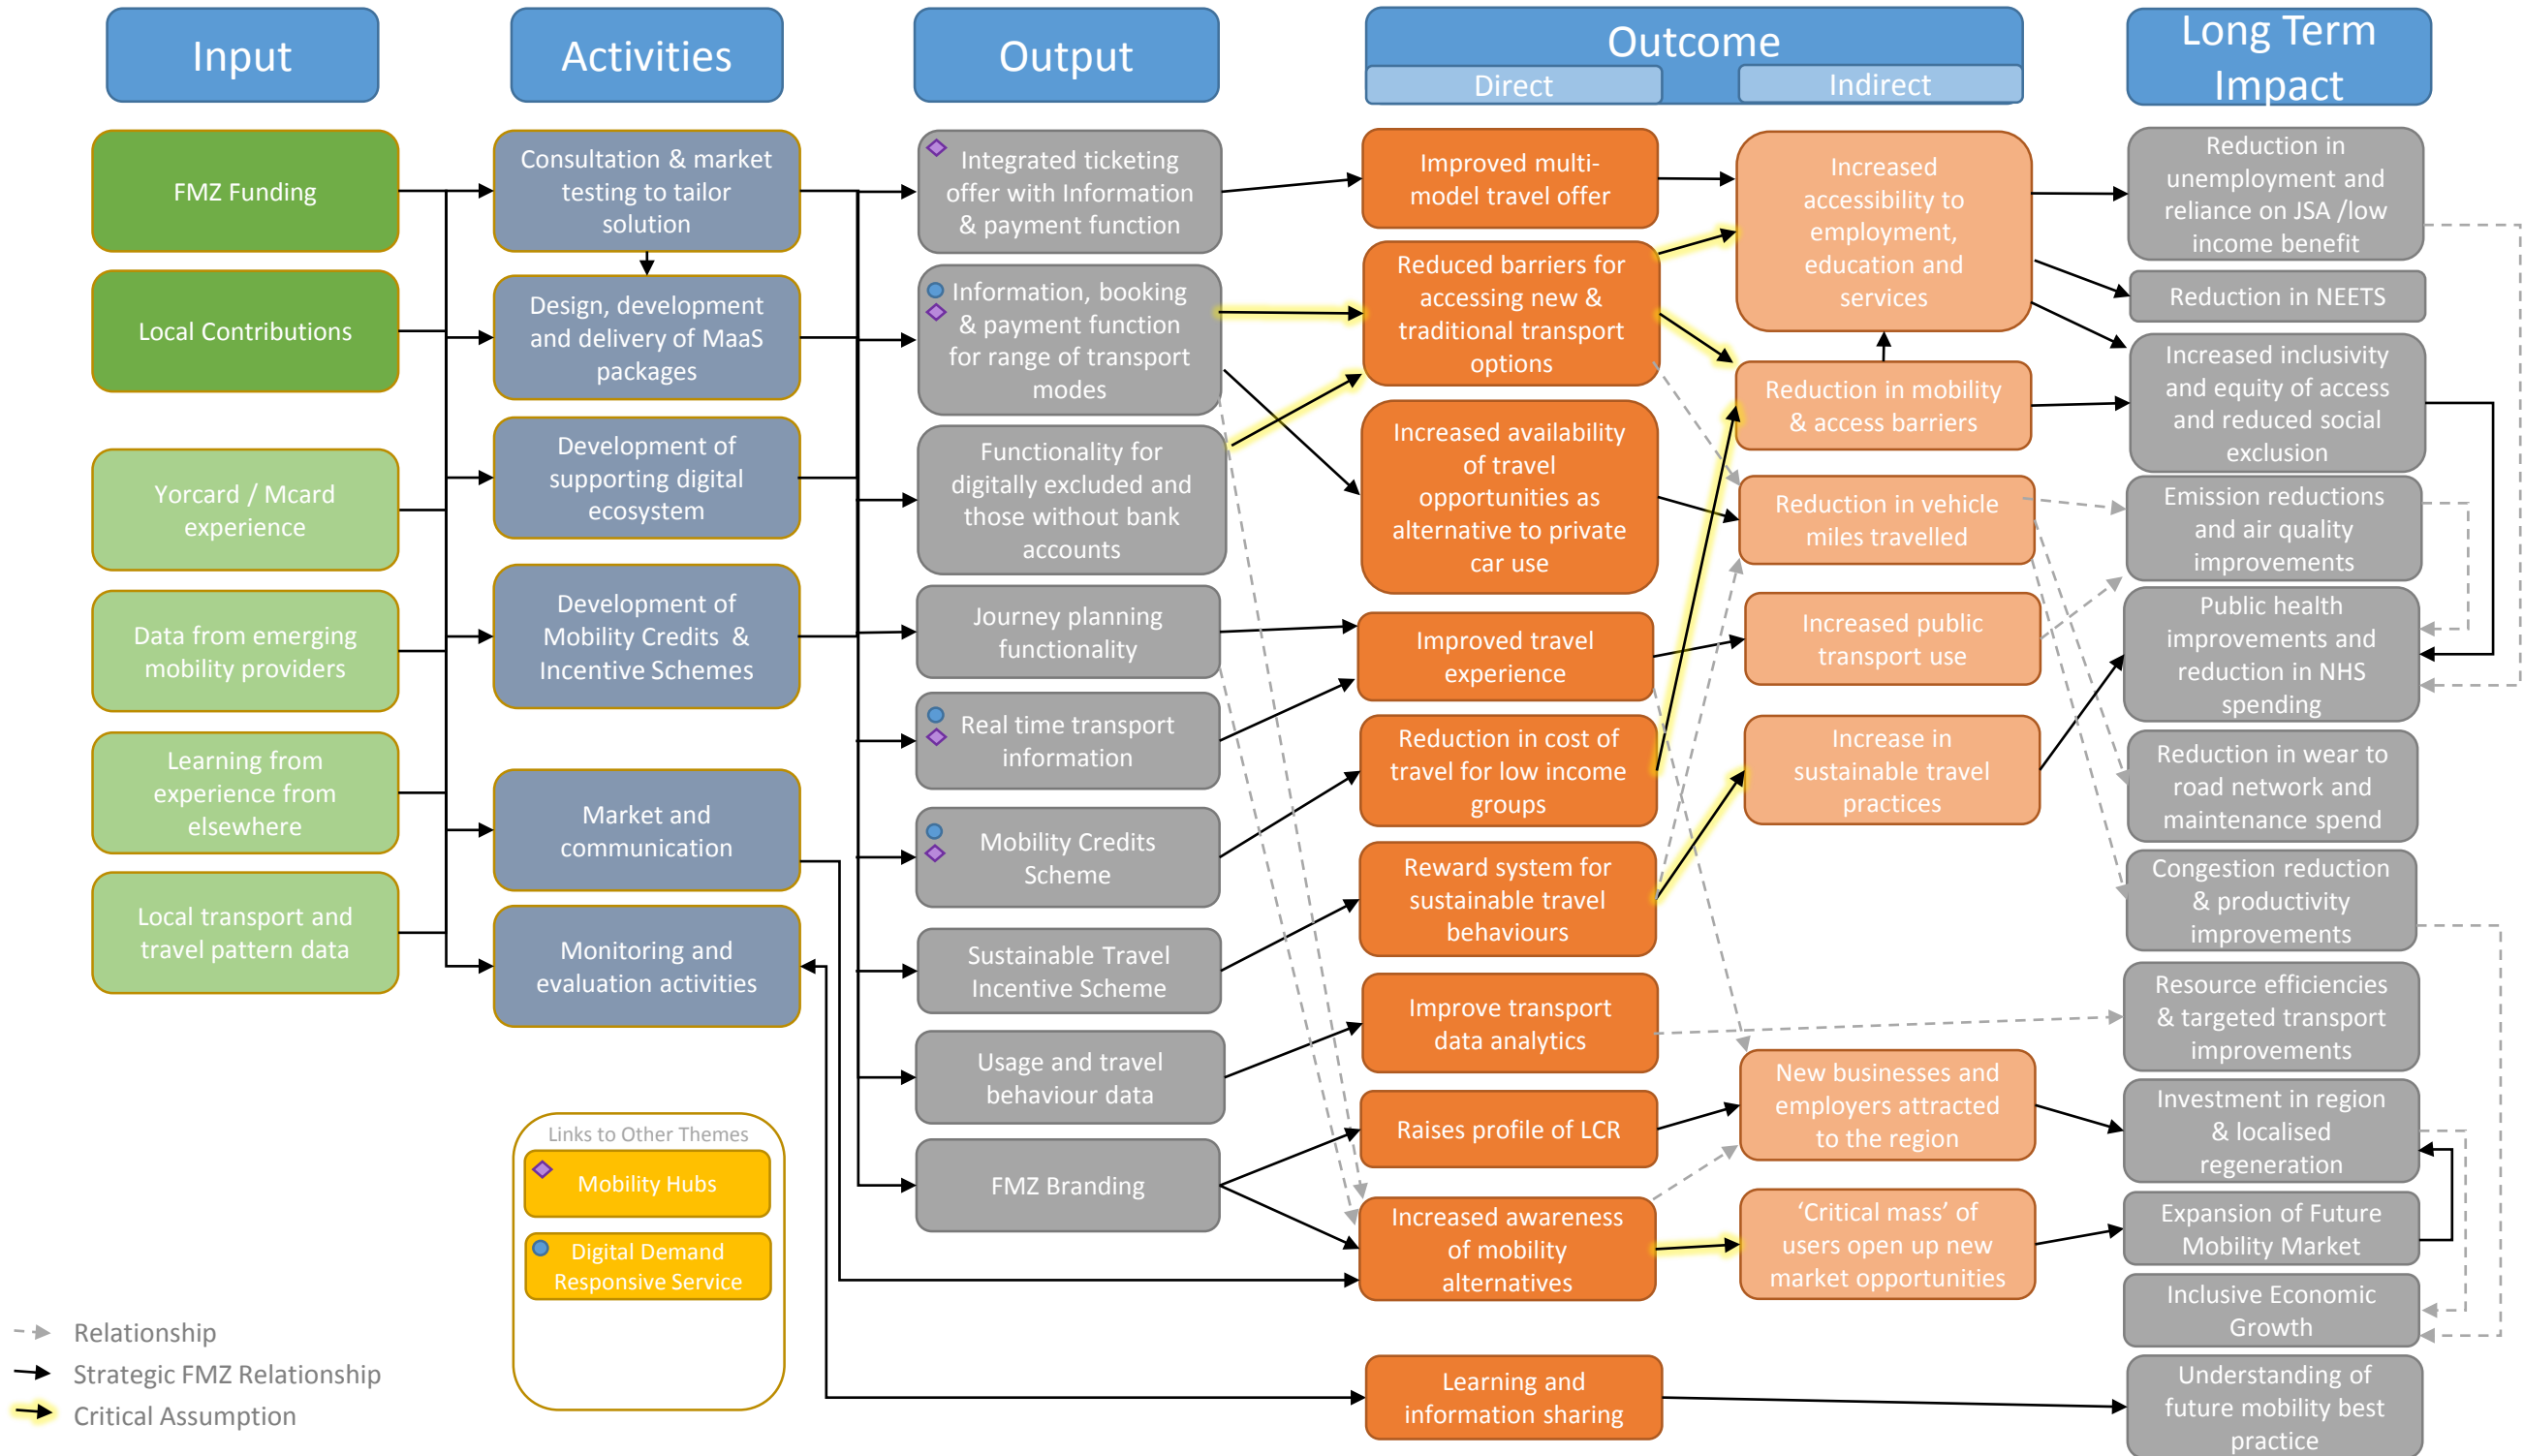 Input
Activities
Output
Outcome
Direct
Indirect
Long Term
Impact
FMZ Funding
Local Contributions
Yorcard / Mcard
experience
Data from emerging
mobility providers
Learning from
experience from
elsewhere
Local transport and
travel pattern data
Consultation & market
testing to tailor
solution
Design, development
and delivery of MaaS
packages
Development of
supporting digital
ecosystem
Development of
Mobility Credits &
Incentive Schemes
Market and
communication
Monitoring and
evaluation activities
Links to Other Themes
Mobility Hubs
Digital Demand
Responsive Service
Integrated ticketing
offer with Information
& payment function
Information, booking
& payment function
for range of transport
modes
Functionality for
digitally excluded and
those without bank
accounts
Journey planning
functionality
Real time transport
information
Mobility Credits
Scheme
Sustainable Travel
Incentive Scheme
Usage and travel
behaviour data
FMZ Branding
Improved multi-
model travel offer
Reduced barriers for
accessing new &
traditional transport
options
Increased availability
of travel
opportunities as
alternative to private
car use
Improved travel
experience
Reduction in cost of
travel for low income
groups
Reward system for
sustainable travel
behaviours
Improve transport
data analytics
Raises profile of LCR
Increased awareness
of mobility
alternatives
Learning and
information sharing
Increased
accessibility to
employment,
education and
services
Reduction in mobility
& access barriers
Reduction in vehicle
miles travelled
Increased public
transport use
Increase in
sustainable travel
practices
New businesses and
employers attracted
to the region
‘Critical mass’ of
users open up new
market opportunities
Reduction in
unemployment and
reliance on JSA /low
income benefit
Reduction in NEETS
Increased inclusivity
and equity of access
and reduced social
exclusion
Emission reductions
and air quality
improvements
Public health
improvements and
reduction in NHS
spending
Reduction in wear to
road network and
maintenance spend
Congestion reduction
& productivity
improvements
Resource efficiencies
& targeted transport
improvements
Investment in region
& localised
regeneration
Expansion of Future
Mobility Market
Inclusive Economic
Growth
Understanding of
future mobility best
practice
Relationship
Strategic FMZ Relationship
Critical Assumption